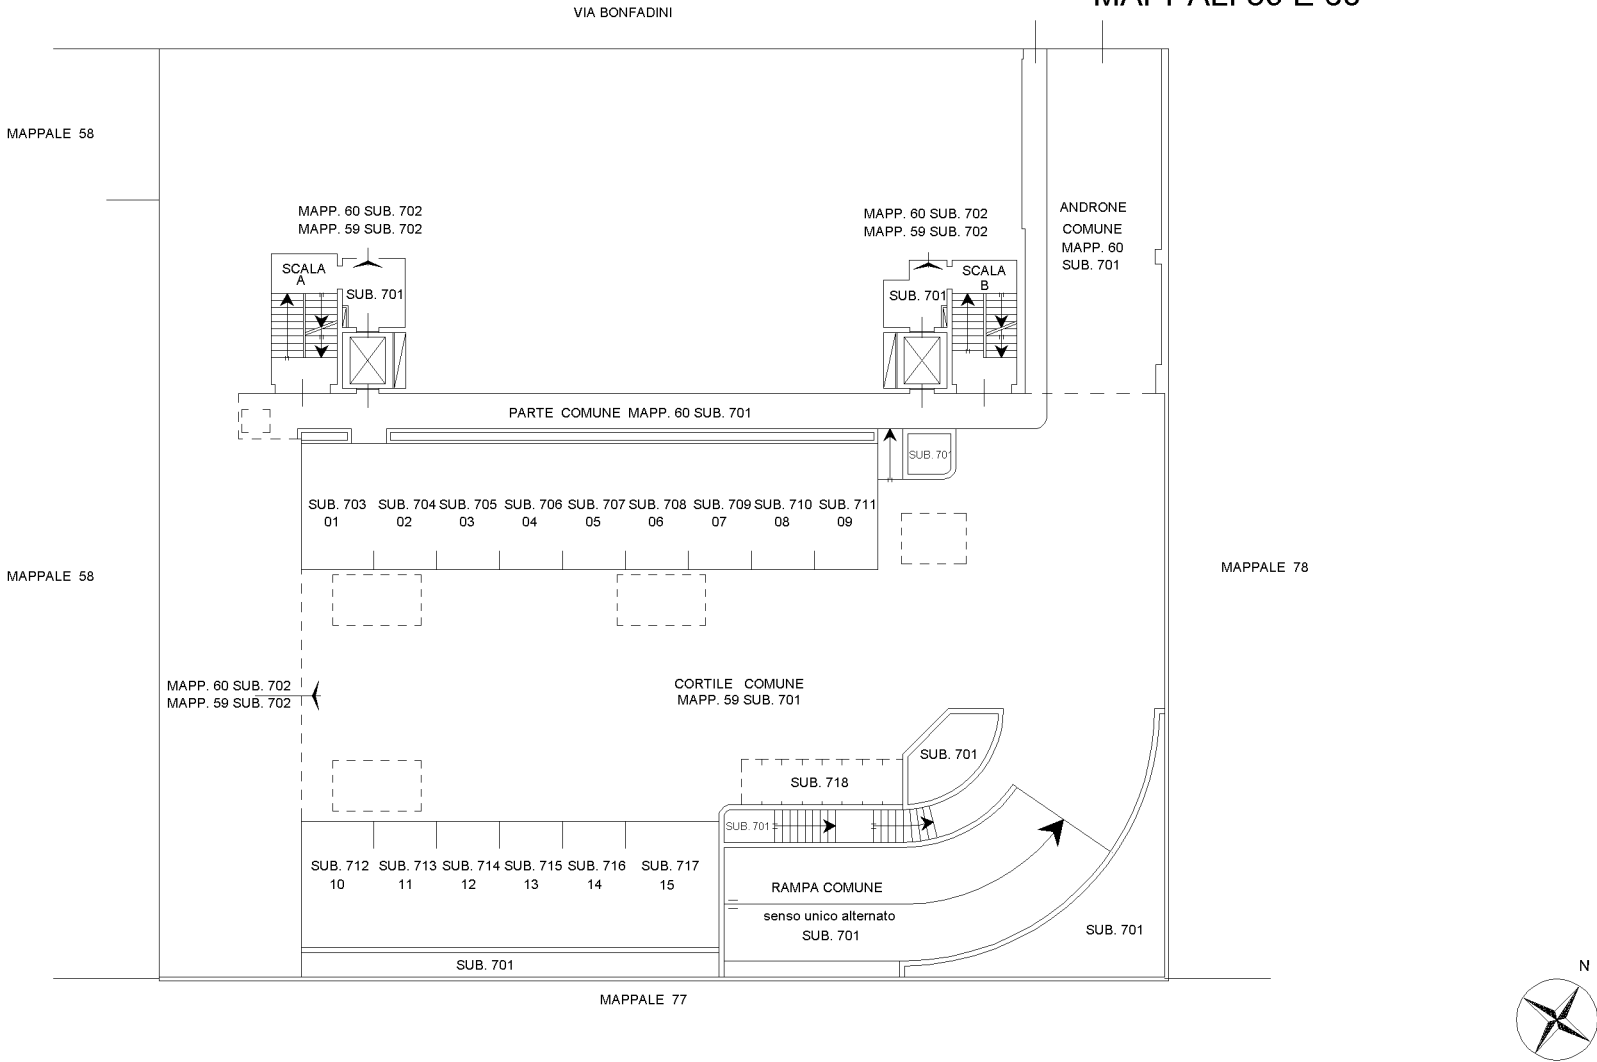 VIA BONFADINI
MAPPALE 58
MAPP. 60 SUB. 702
MAPP. 59 SUB. 702
MAPP. 60 SUB. 702
MAPP. 59 SUB. 702
ANDRONE
COMUNE
MAPP. 60
SUB. 701
SCALA
A
SUB. 701
SUB. 701
SCALA
B
PARTE COMUNE MAPP. 60 SUB. 701
SUB. 701
SUB. 703 SUB. 704 SUB. 705 SUB. 706 SUB. 707 SUB. 708 SUB. 709 SUB. 710 SUB. 711
01 02 03 04 05 06 07 08 09
MAPPALE 58
MAPPALE 78
MAPP. 60 SUB. 702
MAPP. 59 SUB. 702
CORTILE COMUNE
MAPP. 59 SUB. 701
SUB. 701
SUB. 718
SUB. 701
SUB. 712 SUB. 713 SUB. 714 SUB. 715 SUB. 716 SUB. 717
10 11 12 13 14 15
RAMPA COMUNE
senso unico alternato
SUB. 701
SUB. 701
SUB. 701
MAPPALE 77
N